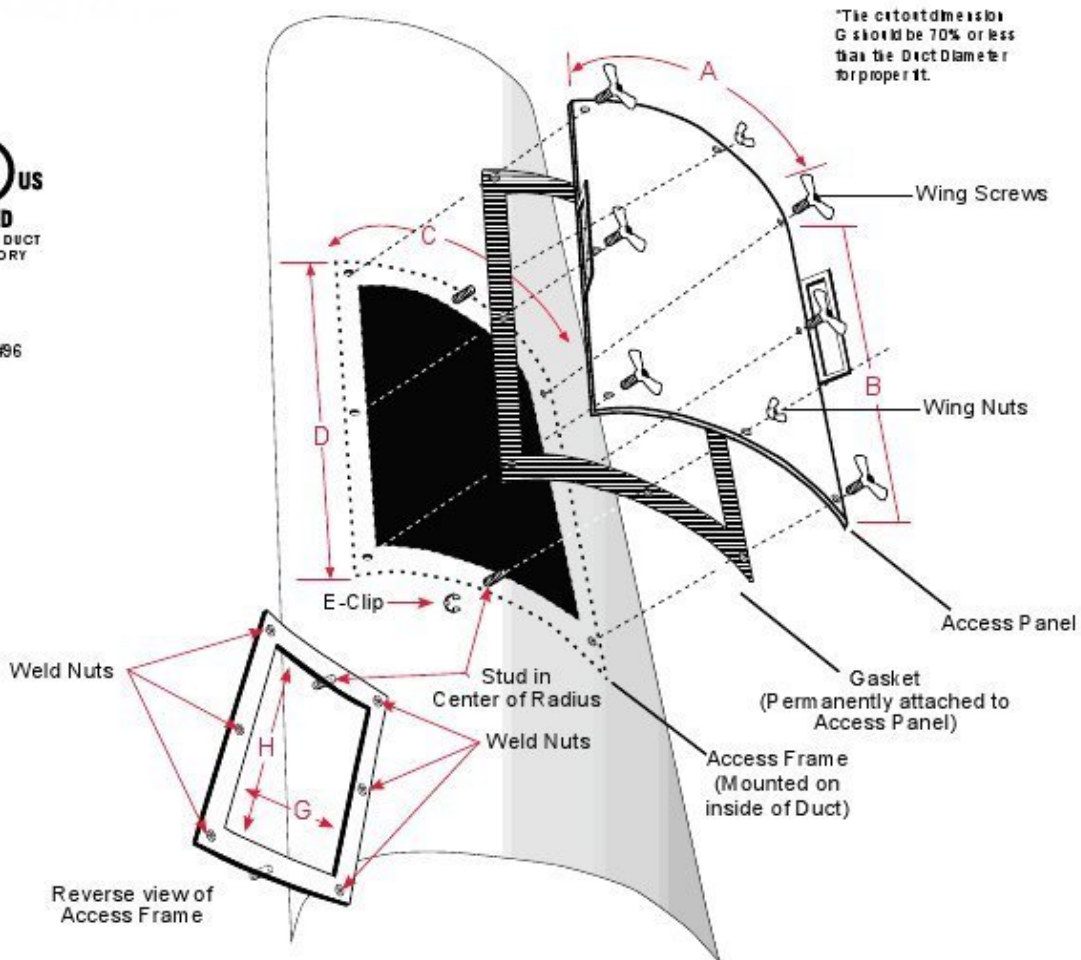 *The cutout dimension
G should be 70% or less
than the Duct Diameter
for proper fit.
A
US
D
DUCT
ORY
Wing Screws
C
#96
B
Wing Nuts
D
E-Clip
Access Panel
Weld Nuts
Stud in
Center of Radius
Gasket
(Permanently attached to
Access Panel)
Weld Nuts
H
Access Frame
(Mounted on
inside of Duct)
G
Reverse view of
Access Frame